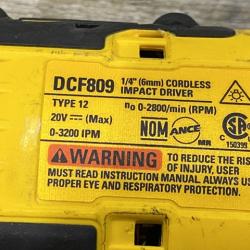 DCF809 1/4" (6mm) CORDLESS
IMPACT DRIVER
TYPE 12 n₀ 0-2800/min (RPM)
20V ⎓ (Max)
0-3200 IPM
NOM ANCE MR
150399
WARNING TO REDUCE THE RIS
OF INJURY, USER
MUST READ INSTRUCTION MANUAL. ALWAYS U
PROPER EYE AND RESPIRATORY PROTECTION.